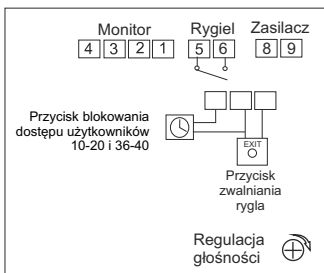 Monitor Rygiel Zasilacz
4 3 2 1 5 6 8 9
Przycisk blokowania
dostępu użytkowników
10-20 i 36-40
EXIT
Przycisk
zwalniania
rygla
Regulacja
głośności